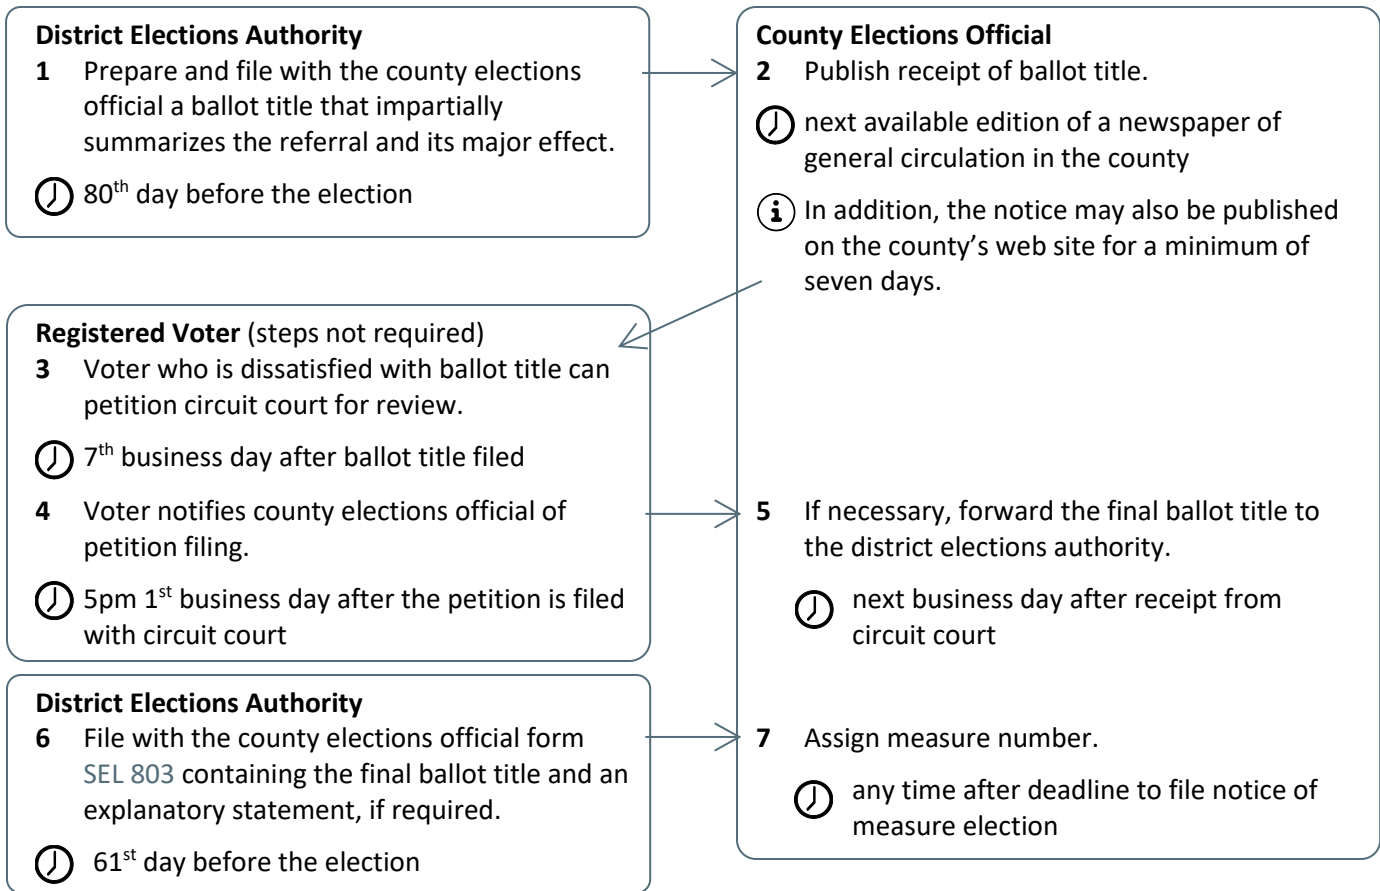 District Elections Authority
1 Prepare and file with the county elections
official a ballot title that impartially
summarizes the referral and its major effect.
80th day before the election
County Elections Official
2 Publish receipt of ballot title.
next available edition of a newspaper of
general circulation in the county
In addition, the notice may also be published
on the county’s web site for a minimum of
seven days.
Registered Voter (steps not required)
3 Voter who is dissatisfied with ballot title can
petition circuit court for review.
7th business day after ballot title filed
4 Voter notifies county elections official of
petition filing.
5pm 1st business day after the petition is filed
with circuit court
5 If necessary, forward the final ballot title to
the district elections authority.
next business day after receipt from
circuit court
District Elections Authority
6 File with the county elections official form
SEL 803 containing the final ballot title and an
explanatory statement, if required.
61st day before the election
7 Assign measure number.
any time after deadline to file notice of
measure election